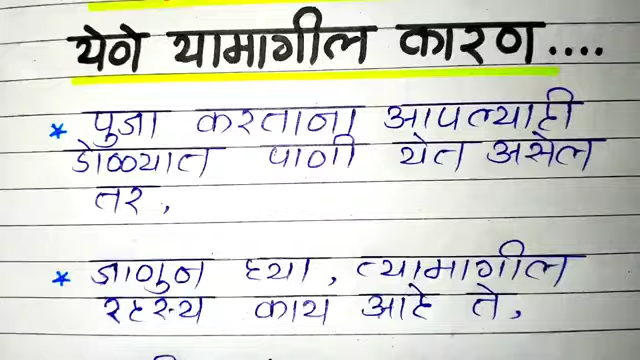 येणे यामागील कारण....
* पुजा करताना आपल्याही
डोळ्यात पाणी येत असेल
तर,
* जाणुन घ्या, त्यामागील
रहस्य काय आहे ते,